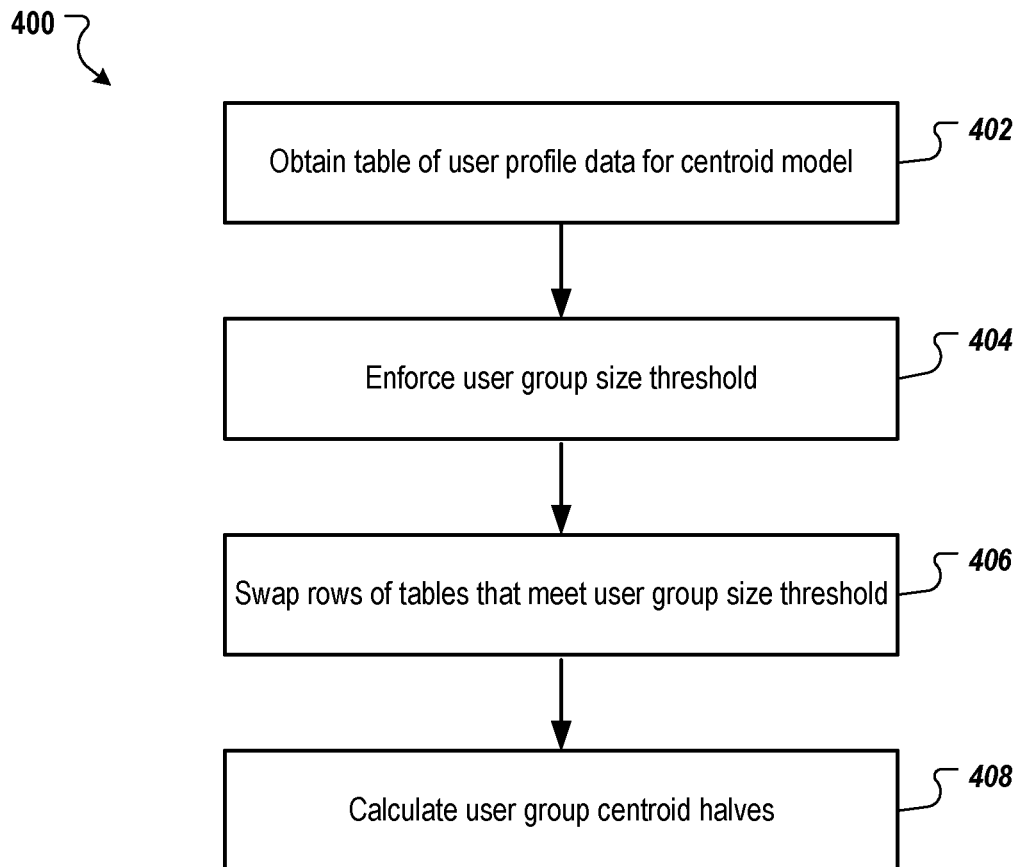 400
Obtain table of user profile data for centroid model
402
Enforce user group size threshold
404
Swap rows of tables that meet user group size threshold
406
Calculate user group centroid halves
408